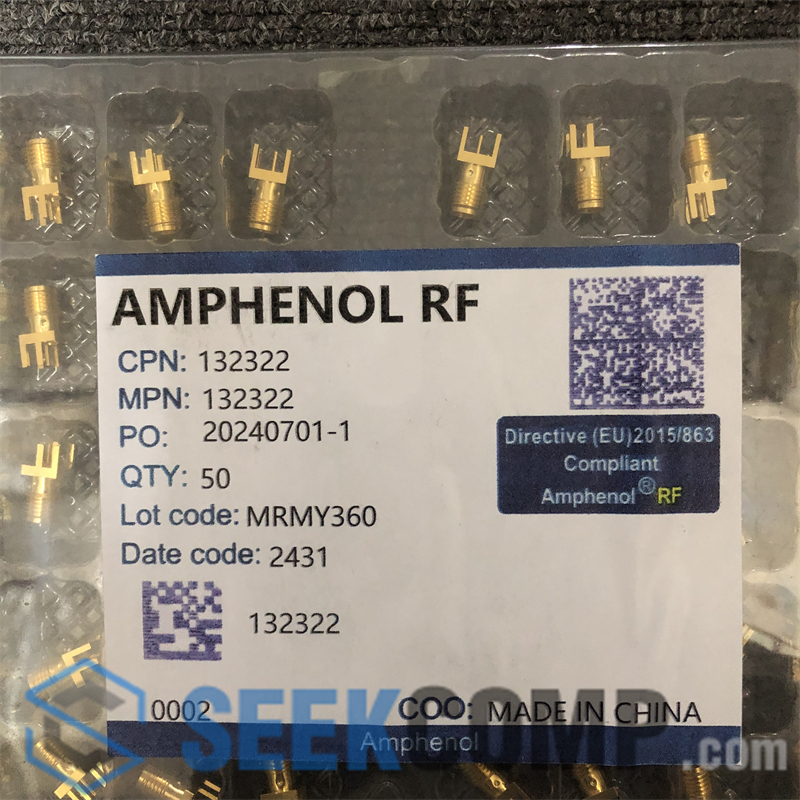 AMPHENOL RF
CPN: 132322
MPN: 132322
PO: 20240701-1
QTY: 50
Lot code: MRMY360
Date code: 2431
Directive (EU)2015/863
Compliant
Amphenol® RF
132322
0002 COO: MADE IN CHINA
Amphenol
SEEKCOMP.com